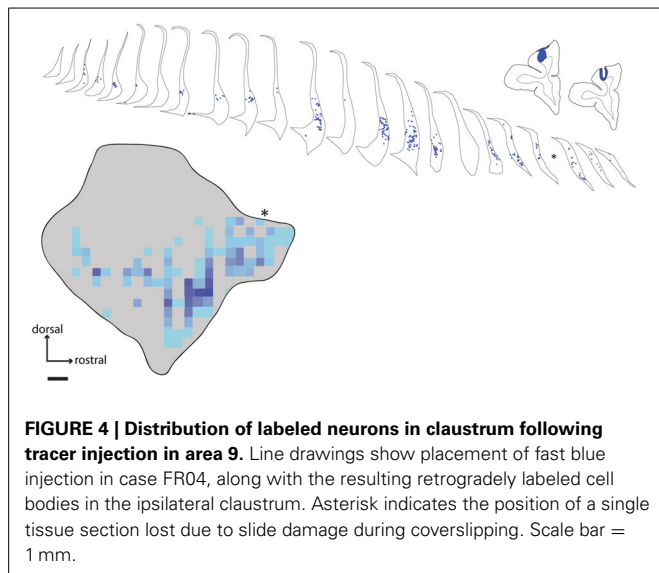 *
*
dorsal
rostral
FIGURE 4 | Distribution of labeled neurons in claustrum following
tracer injection in area 9. Line drawings show placement of fast blue
injection in case FR04, along with the resulting retrogradely labeled cell
bodies in the ipsilateral claustrum. Asterisk indicates the position of a single
tissue section lost due to slide damage during coverslipping. Scale bar =
1 mm.